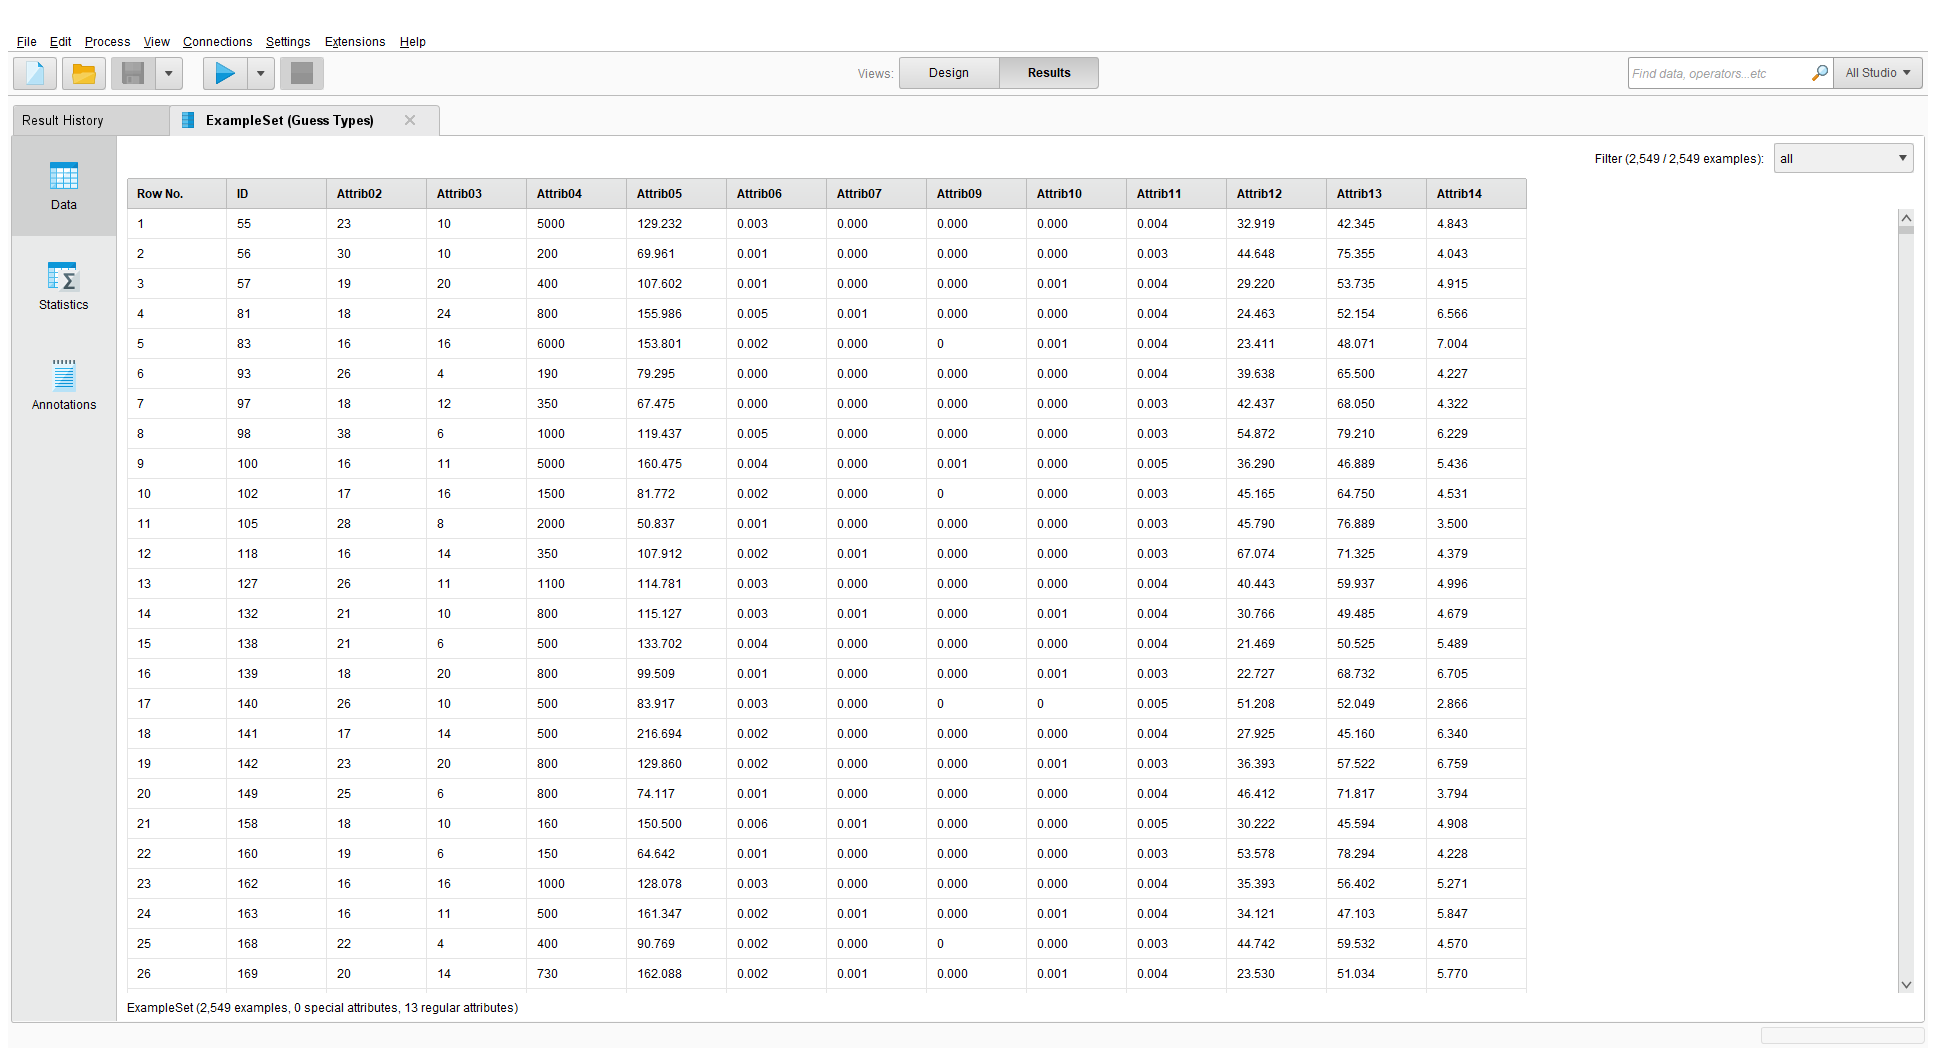 File Edit Process View Connections Settings Extensions Help
Views: Design Results
Find data, operators...etc All Studio
Result History ExampleSet (Guess Types)
Filter (2,549 / 2,549 examples): all
Data
Statistics
Annotations
Row No. ID Attrib02 Attrib03 Attrib04 Attrib05 Attrib06 Attrib07 Attrib09 Attrib10 Attrib11 Attrib12 Attrib13 Attrib14
1 55 23 10 5000 129.232 0.003 0.000 0.000 0.000 0.004 32.919 42.345 4.843
2 56 30 10 200 69.961 0.001 0.000 0.000 0.000 0.003 44.648 75.355 4.043
3 57 19 20 400 107.602 0.001 0.000 0.000 0.001 0.004 29.220 53.735 4.915
4 81 18 24 800 155.986 0.005 0.001 0.000 0.000 0.004 24.463 52.154 6.566
5 83 16 16 6000 153.801 0.002 0.000 0 0.001 0.004 23.411 48.071 7.004
6 93 26 4 190 79.295 0.000 0.000 0.000 0.000 0.004 39.638 65.500 4.227
7 97 18 12 350 67.475 0.000 0.000 0.000 0.000 0.003 42.437 68.050 4.322
8 98 38 6 1000 119.437 0.005 0.000 0.000 0.000 0.003 54.872 79.210 6.229
9 100 16 11 5000 160.475 0.004 0.000 0.001 0.000 0.005 36.290 46.889 5.436
10 102 17 16 1500 81.772 0.002 0.000 0 0.000 0.003 45.165 64.750 4.531
11 105 28 8 2000 50.837 0.001 0.000 0.000 0.000 0.003 45.790 76.889 3.500
12 118 16 14 350 107.912 0.002 0.001 0.000 0.000 0.003 67.074 71.325 4.379
13 127 26 11 1100 114.781 0.003 0.000 0.000 0.000 0.004 40.443 59.937 4.996
14 132 21 10 800 115.127 0.003 0.001 0.000 0.001 0.004 30.766 49.485 4.679
15 138 21 6 500 133.702 0.004 0.000 0.000 0.000 0.004 21.469 50.525 5.489
16 139 18 20 800 99.509 0.001 0.000 0.000 0.001 0.003 22.727 68.732 6.705
17 140 26 10 500 83.917 0.003 0.000 0 0 0.005 51.208 52.049 2.866
18 141 17 14 500 216.694 0.002 0.000 0.000 0.000 0.004 27.925 45.160 6.340
19 142 23 20 800 129.860 0.002 0.000 0.000 0.001 0.003 36.393 57.522 6.759
20 149 25 6 800 74.117 0.001 0.000 0.000 0.000 0.004 46.412 71.817 3.794
21 158 18 10 160 150.500 0.006 0.001 0.000 0.000 0.005 30.222 45.594 4.908
22 160 19 6 150 64.642 0.001 0.000 0.000 0.000 0.003 53.578 78.294 4.228
23 162 16 16 1000 128.078 0.003 0.000 0.000 0.000 0.004 35.393 56.402 5.271
24 163 16 11 500 161.347 0.002 0.001 0.000 0.001 0.004 34.121 47.103 5.847
25 168 22 4 400 90.769 0.002 0.000 0 0.000 0.003 44.742 59.532 4.570
26 169 20 14 730 162.088 0.002 0.001 0.000 0.001 0.004 23.530 51.034 5.770
ExampleSet (2,549 examples, 0 special attributes, 13 regular attributes)